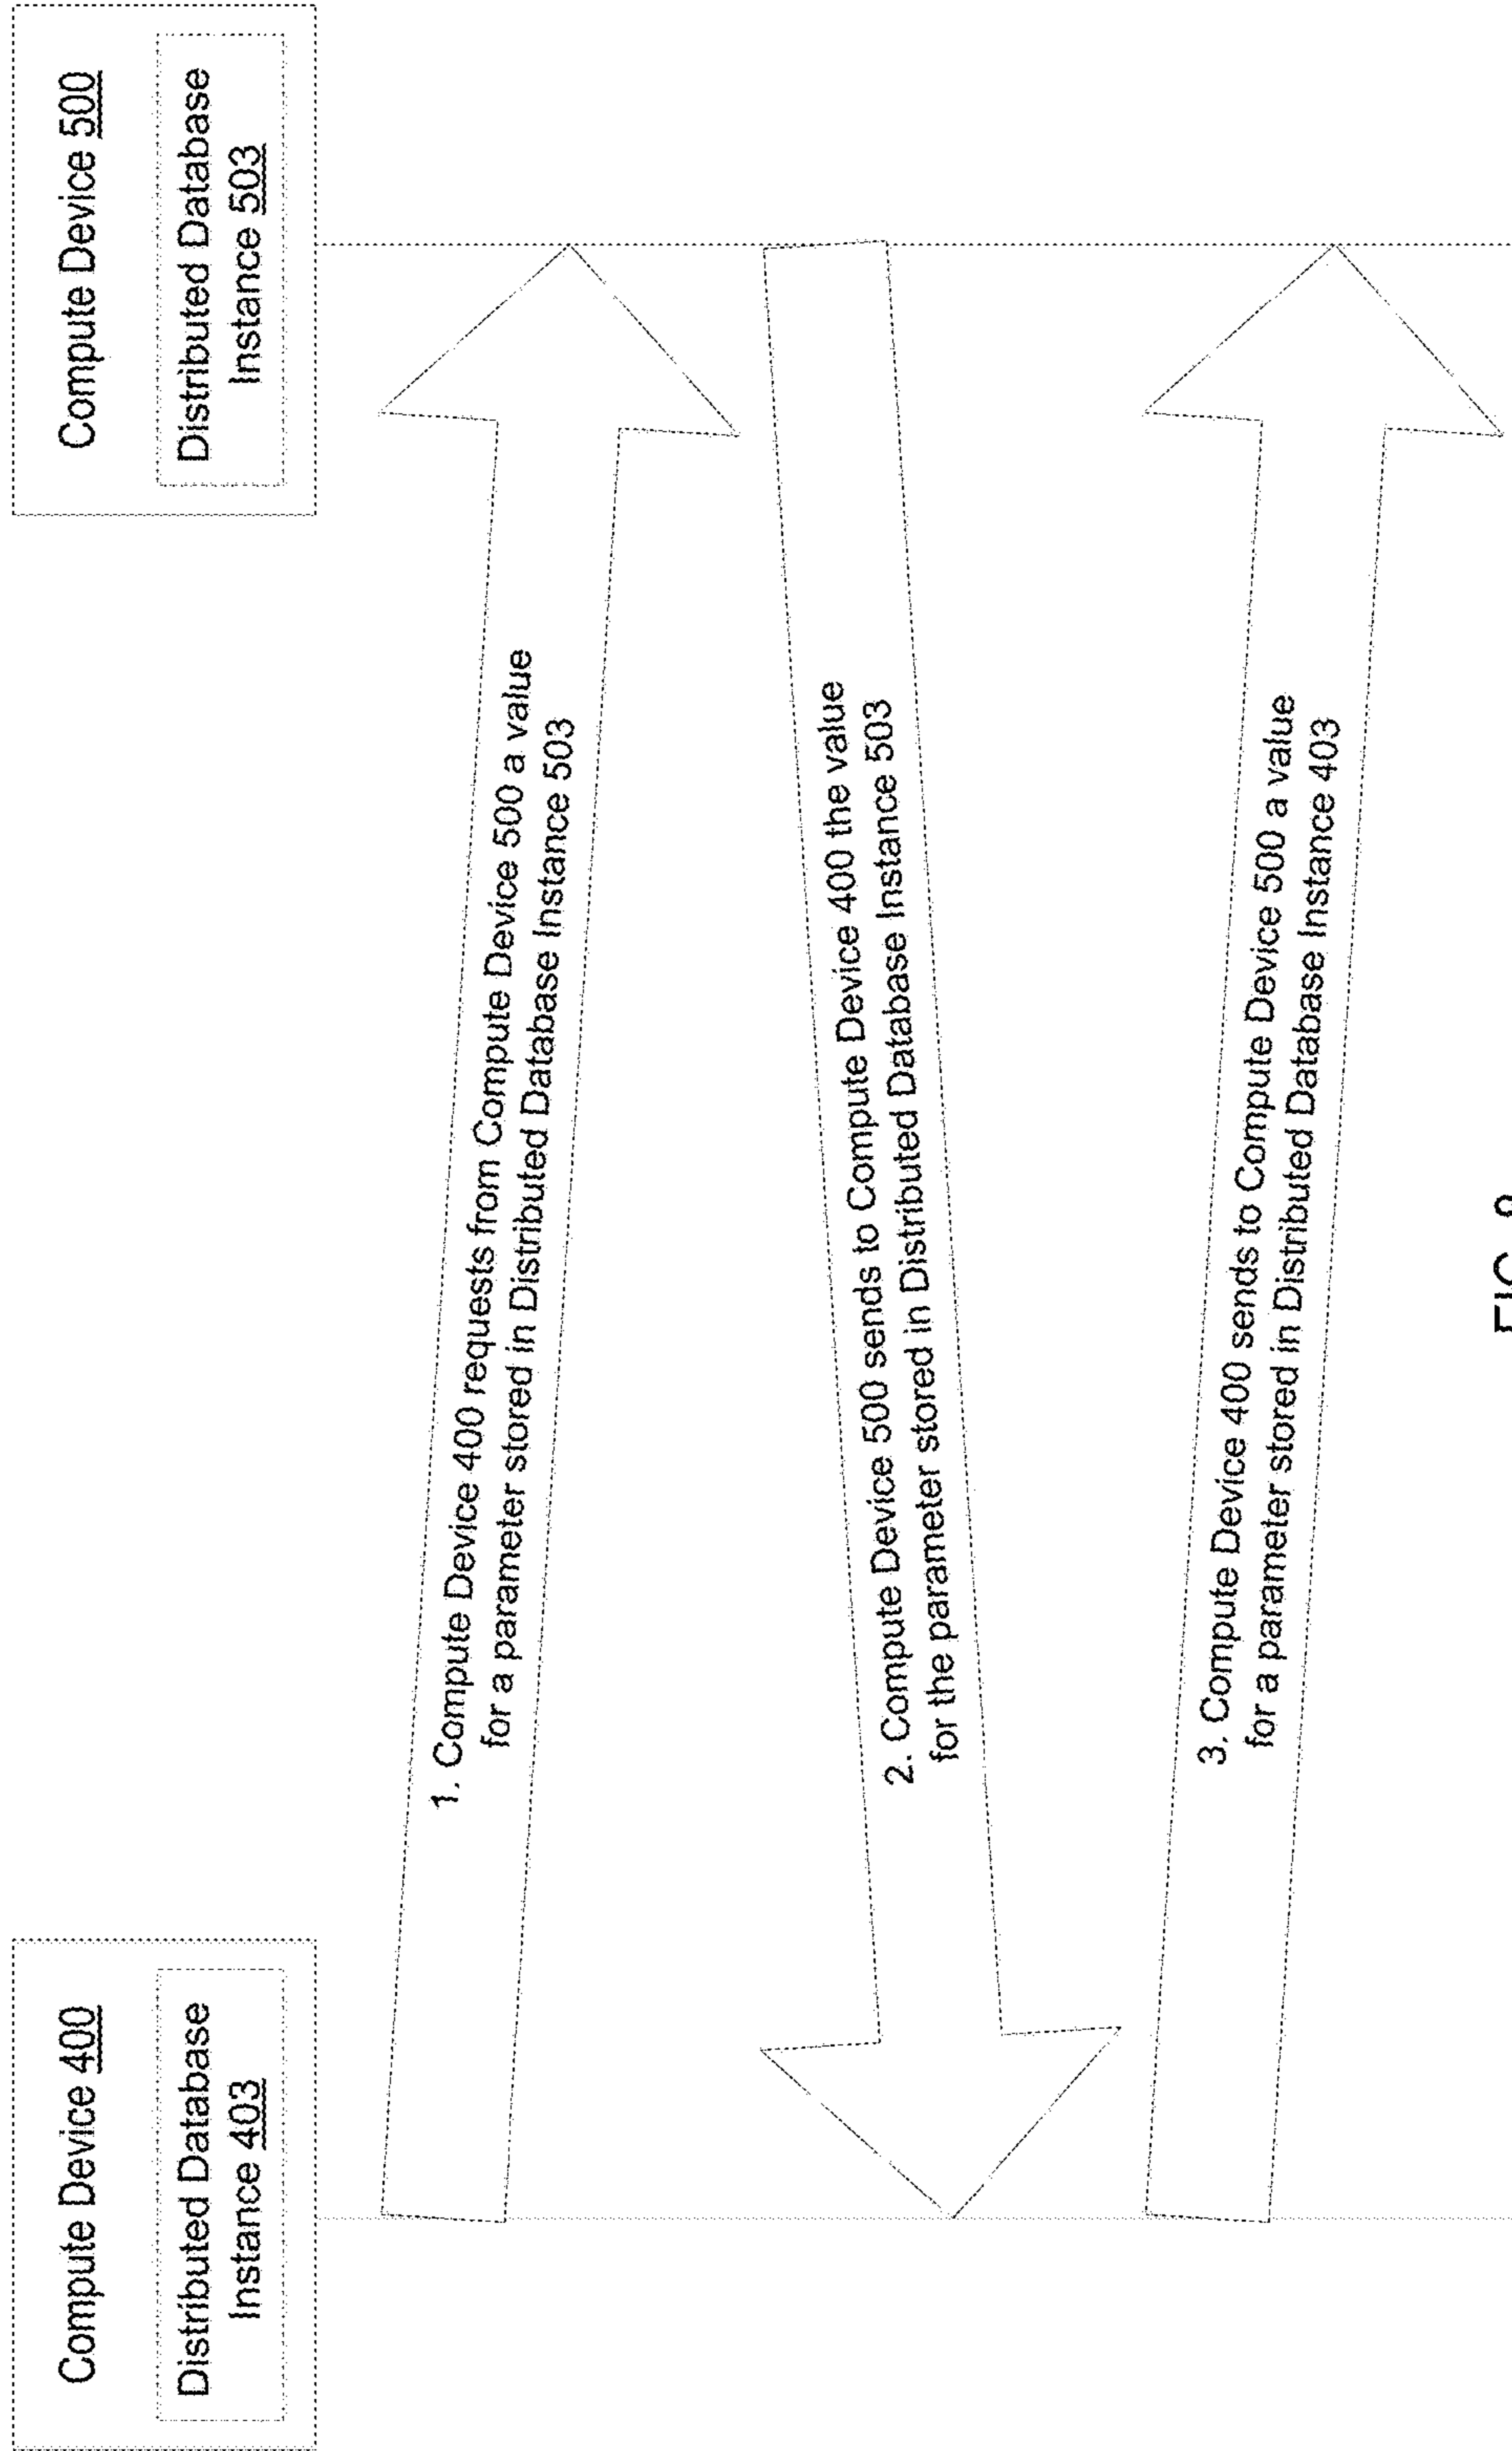 Compute Device 400
Distributed Database
Instance 403
Compute Device 500
Distributed Database
Instance 503
1. Compute Device 400 requests from Compute Device 500 a value
for a parameter stored in Distributed Database Instance 503
2. Compute Device 500 sends to Compute Device 400 the value
for the parameter stored in Distributed Database Instance 503
3. Compute Device 400 sends to Compute Device 500 a value
for a parameter stored in Distributed Database Instance 403
FIG.